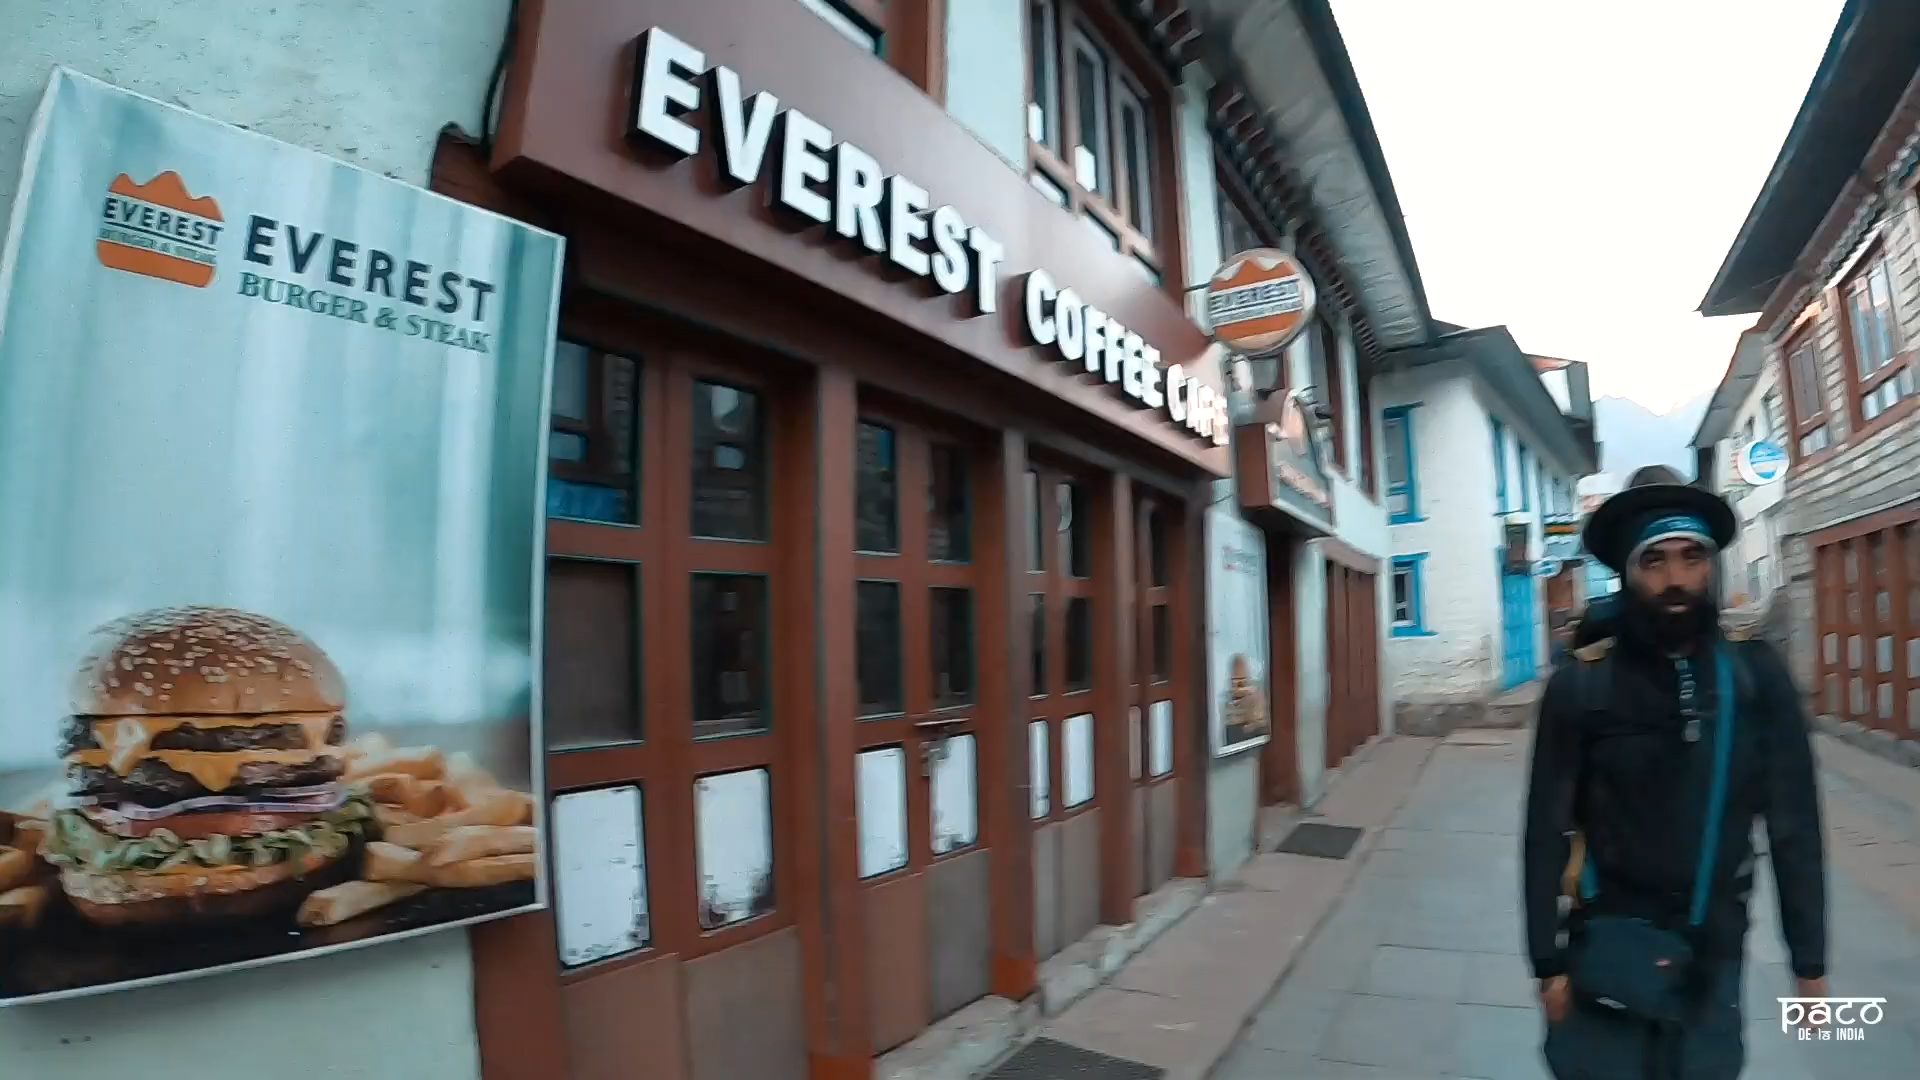 EVEREST
BURGER & STEAK
EVEREST
BURGER & STEAK
EVEREST COFFEE CAFE
EVEREST
paco
DE la INDIA